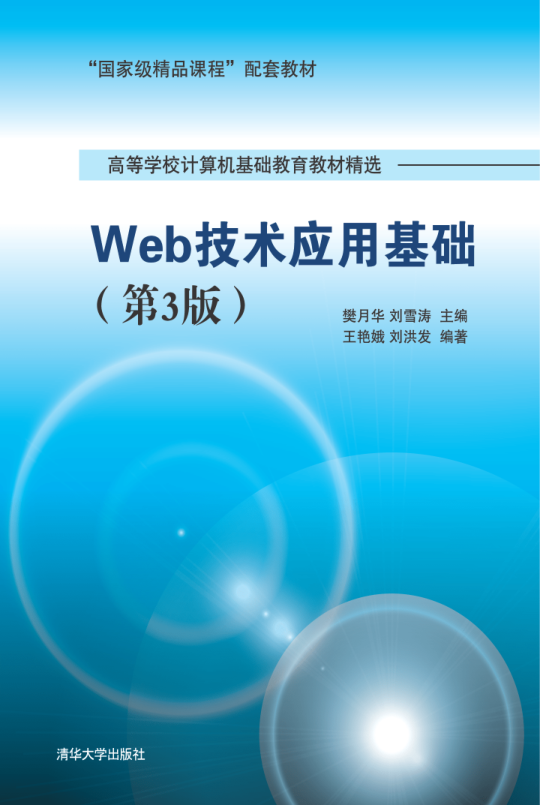 “国家级精品课程”配套教材
高等学校计算机基础教育教材精选
Web技术应用基础
（第3版）
樊月华 刘雪涛 主编
王艳娥 刘洪发 编著
清华大学出版社